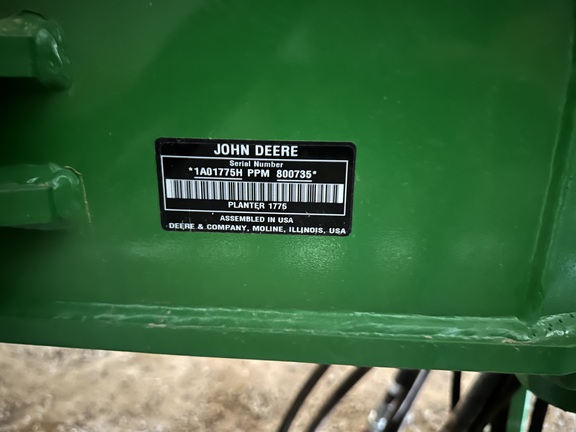 JOHN DEERE
Serial Number
*1A01775H PPM 800735*
PLANTER 1775
ASSEMBLED IN USA
DEERE & COMPANY, MOLINE, ILLINOIS, USA